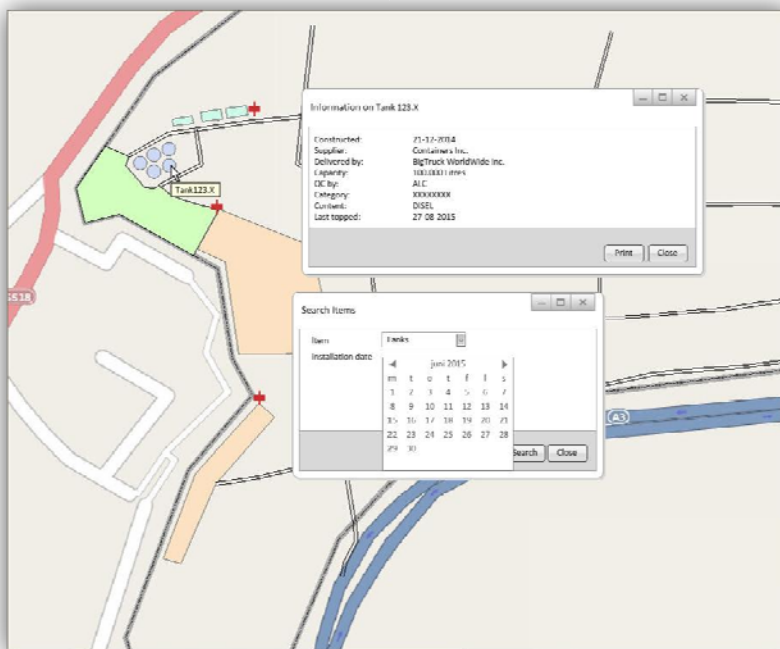 Information on Tank 123.X
Constructed: 21-12-2014
Supplier: Containers Inc.
Delivered by: BigTruck WorldWide Inc.
Capacity: 100.000 Litres
QC by: ALC
Category: XXXXXXXX
Content: DISEL
Last topped: 27-08-2015
Print Close
Tank123.X
Search Items
Item Tanks
Installation date
juni 2015
m t o t f l s
1 2 3 4 5 6 7
8 9 10 11 12 13 14
15 16 17 18 19 20 21
22 23 24 25 26 27 28
29 30
Search Close
A3